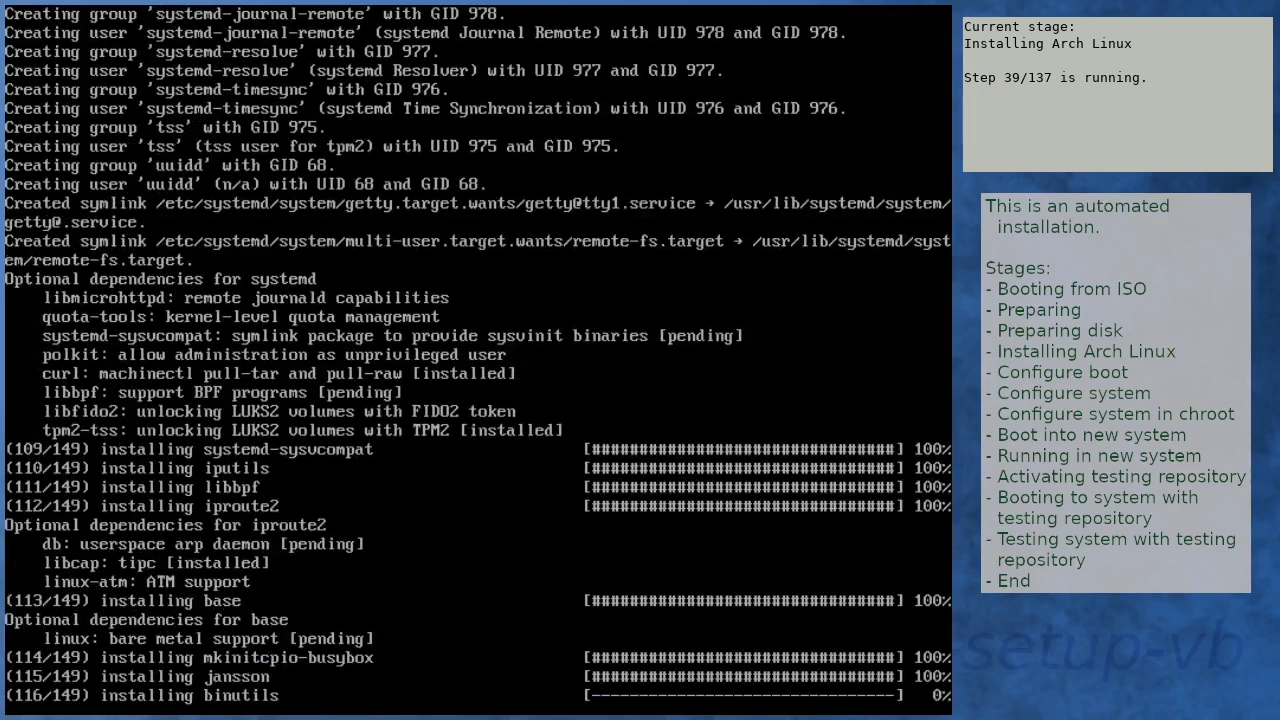 Creating group 'systemd-journal-remote' with GID 978.
Creating user 'systemd-journal-remote' (systemd Journal Remote) with UID 978 and GID 978.
Creating group 'systemd-resolve' with GID 977.
Creating user 'systemd-resolve' (systemd Resolver) with UID 977 and GID 977.
Creating group 'systemd-timesync' with GID 976.
Creating user 'systemd-timesync' (systemd Time Synchronization) with UID 976 and GID 976.
Creating group 'tss' with GID 975.
Creating user 'tss' (tss user for tpm2) with UID 975 and GID 975.
Creating group 'uuidd' with GID 68.
Creating user 'uuidd' (n/a) with UID 68 and GID 68.
Created symlink /etc/systemd/system/getty.target.wants/getty@tty1.service → /usr/lib/systemd/system/
getty@.service.
Created symlink /etc/systemd/system/multi-user.target.wants/remote-fs.target → /usr/lib/systemd/syst
em/remote-fs.target.
Optional dependencies for systemd
libmicrohttpd: remote journald capabilities
quota-tools: kernel-level quota management
systemd-sysvcompat: symlink package to provide sysvinit binaries [pending]
polkit: allow administration as unprivileged user
curl: machinectl pull-tar and pull-raw [installed]
libbpf: support BPF programs [pending]
libfido2: unlocking LUKS2 volumes with FIDO2 token
tpm2-tss: unlocking LUKS2 volumes with TPM2 [installed]
(109/149) installing systemd-sysvcompat [################################] 100%
(110/149) installing iputils [################################] 100%
(111/149) installing libbpf [################################] 100%
(112/149) installing iproute2 [################################] 100%
Optional dependencies for iproute2
db: userspace arp daemon [pending]
libcap: tipc [installed]
linux-atm: ATM support
(113/149) installing base [################################] 100%
Optional dependencies for base
linux: bare metal support [pending]
(114/149) installing mkinitcpio-busybox [################################] 100%
(115/149) installing jansson [################################] 100%
(116/149) installing binutils [--------------------------------] 0%
Current stage:
Installing Arch Linux
Step 39/137 is running.
This is an automated
installation.
Stages:
- Booting from ISO
- Preparing
- Preparing disk
- Installing Arch Linux
- Configure boot
- Configure system
- Configure system in chroot
- Boot into new system
- Running in new system
- Activating testing repository
- Booting to system with
testing repository
- Testing system with testing
repository
- End
setup-vb